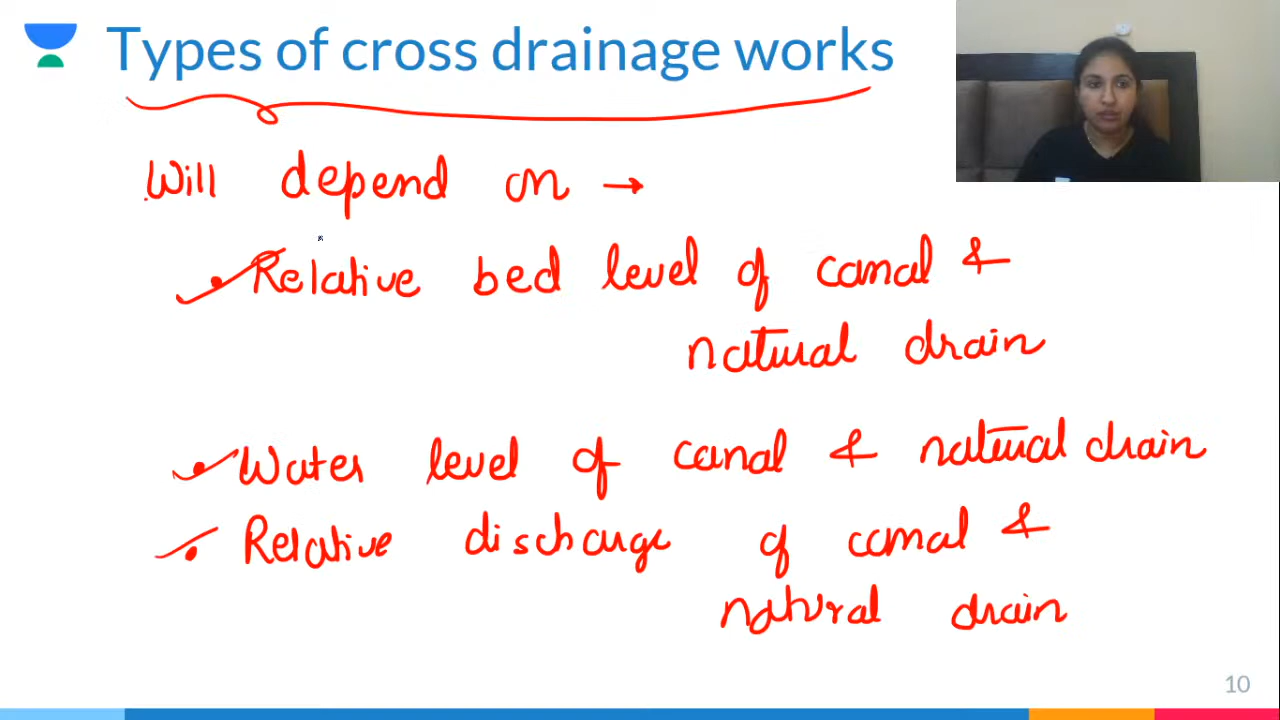 Types of cross drainage works
Will depend on →
• Relative bed level of canal &
natural drain
• Water level of canal & natural drain
• Relative discharge of canal &
natural drain
10